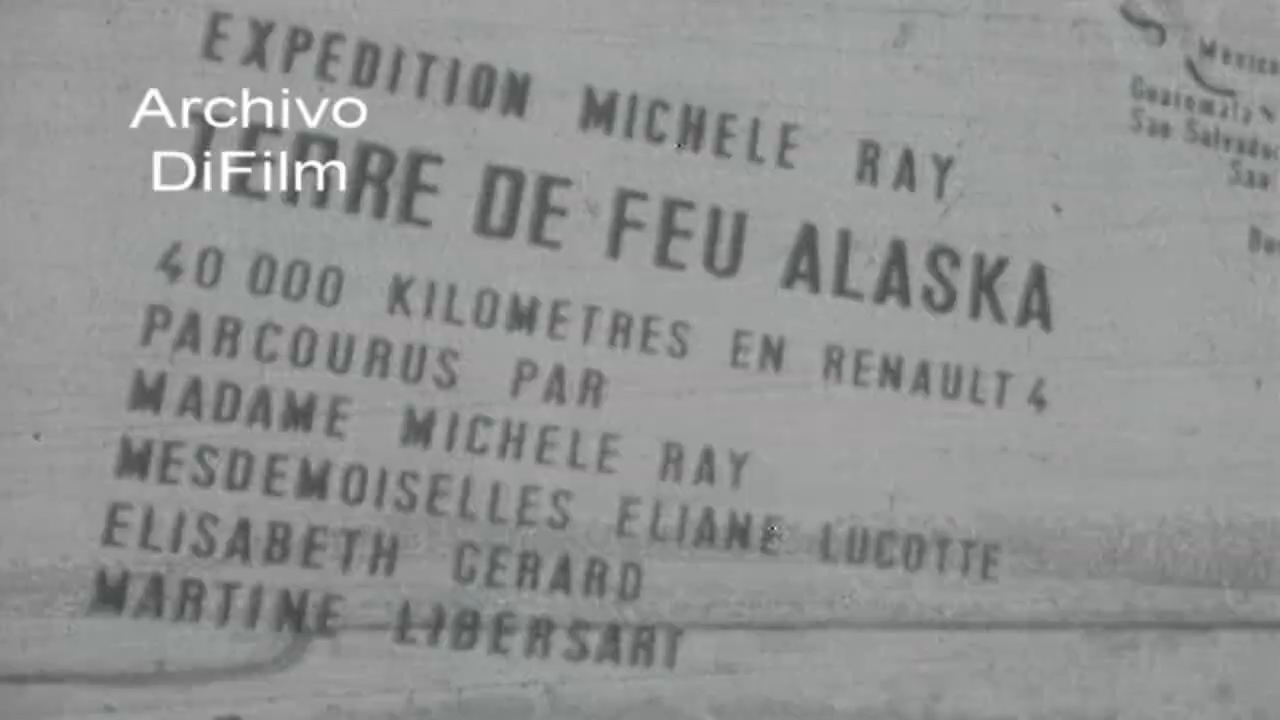 EXPEDITION MICHELE RAY
Archivo
DiFilm
TERRE DE FEU ALASKA
40 000 KILOMETRES EN RENAULT 4
PARCOURUS PAR
MADAME MICHELE RAY
MESDEMOISELLES ELIANE LUCOTTE
ELISABETH GERARD
MARTINE LIBERSART
Mexico
Guatemala
San Salvador
San